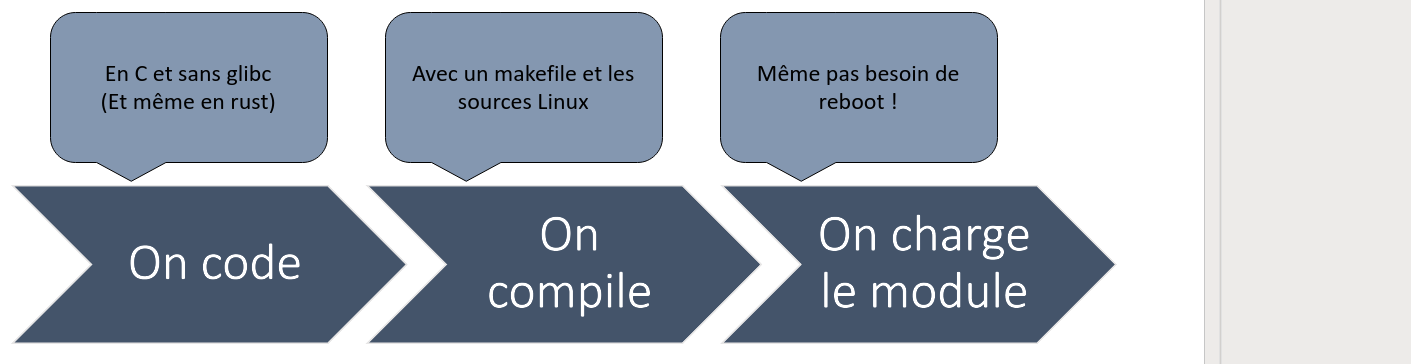 En C et sans glibc
(Et même en rust)
Avec un makefile et les
sources Linux
Même pas besoin de
reboot !
On code
On
compile
On charge
le module